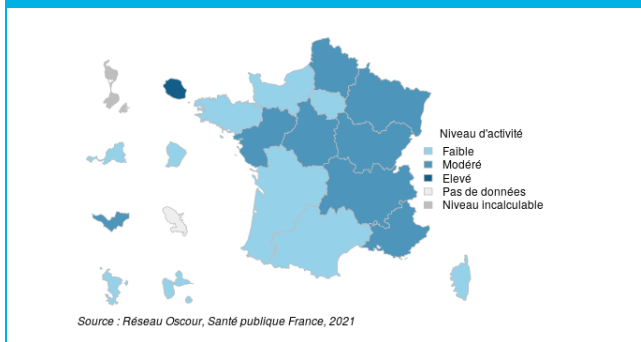 Niveau d'activité
Faible
Modéré
Elevé
Pas de données
Niveau incalculable
Source : Réseau Oscour, Santé publique France, 2021